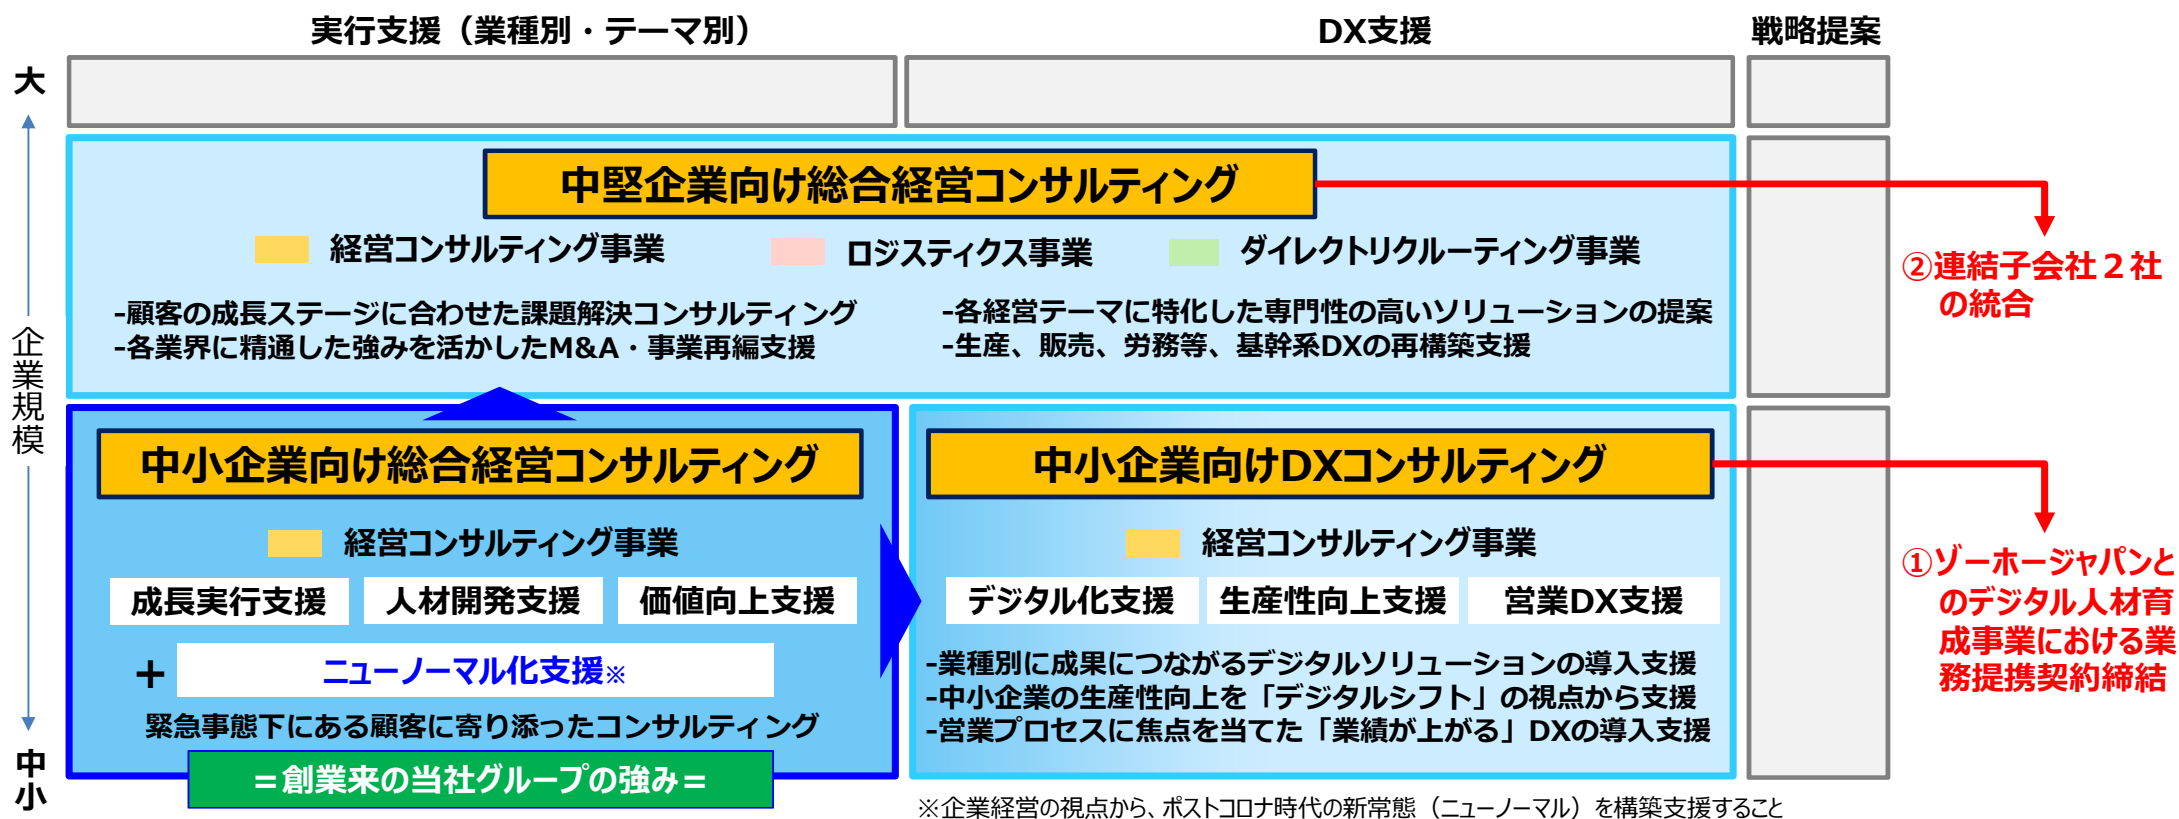 実行支援（業種別・テーマ別）
DX支援
戦略提案
大
企業規模
中小
中堅企業向け総合経営コンサルティング
経営コンサルティング事業
ロジスティクス事業
ダイレクトリクルーティング事業
-顧客の成長ステージに合わせた課題解決コンサルティング
-各業界に精通した強みを活かしたM&A・事業再編支援
-各経営テーマに特化した専門性の高いソリューションの提案
-生産、販売、労務等、基幹系DXの再構築支援
②連結子会社２社
の統合
中小企業向け総合経営コンサルティング
経営コンサルティング事業
成長実行支援
人材開発支援
価値向上支援
+
ニューノーマル化支援※
緊急事態下にある顧客に寄り添ったコンサルティング
＝創業来の当社グループの強み＝
中小企業向けDXコンサルティング
経営コンサルティング事業
デジタル化支援
生産性向上支援
営業DX支援
-業種別に成果につながるデジタルソリューションの導入支援
-中小企業の生産性向上を「デジタルシフト」の視点から支援
-営業プロセスに焦点を当てた「業績が上がる」DXの導入支援
①ゾーホージャパンと
のデジタル人材育
成事業における業
務提携契約締結
※企業経営の視点から、ポストコロナ時代の新常態（ニューノーマル）を構築支援すること